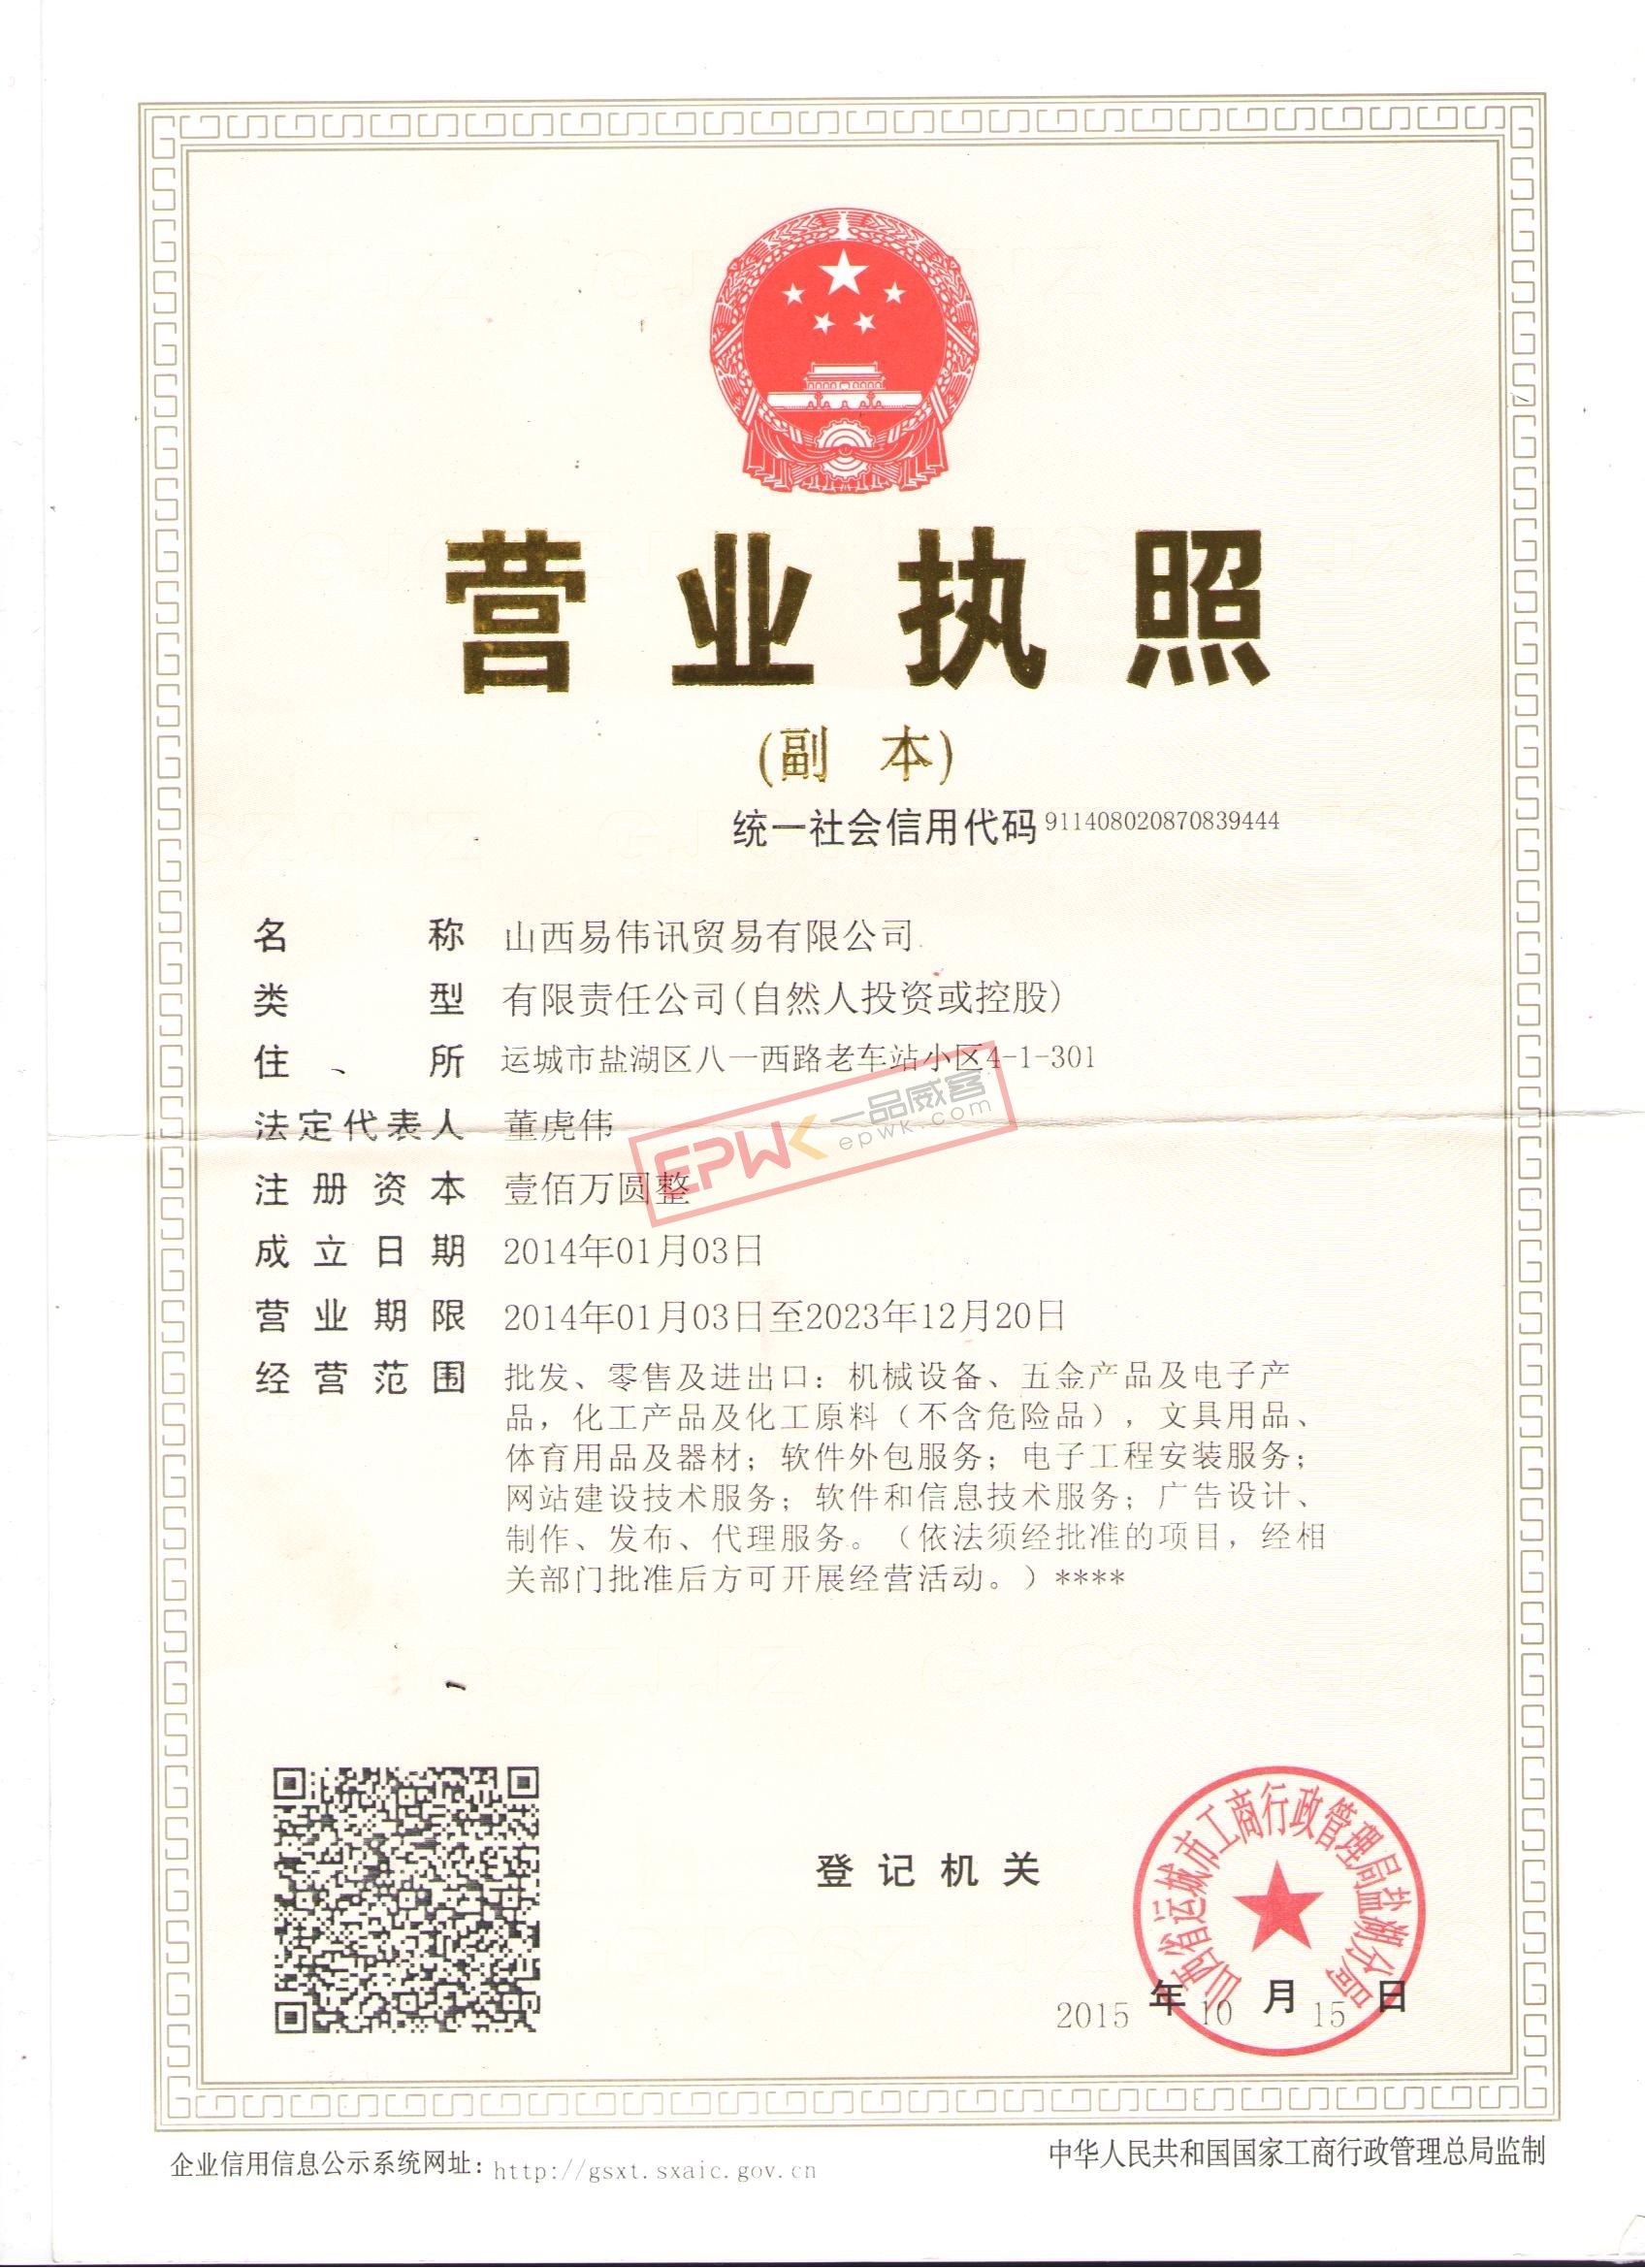 营业执照
(副 本)
统一社会信用代码 911408020870839444
名 称 山西易伟讯贸易有限公司
类 型 有限责任公司(自然人投资或控股)
住 、 所 运城市盐湖区八一西路老车站小区4-1-301
法定代表人 董虎伟
注册资本 壹佰万圆整
成立日期 2014年01月03日
营业期限 2014年01月03日至2023年12月20日
经营范围 批发、零售及进出口：机械设备、五金产品及电子产
品，化工产品及化工原料（不含危险品），文具用品、
体育用品及器材；软件外包服务；电子工程安装服务；
网站建设技术服务；软件和信息技术服务；广告设计、
制作、发布、代理服务。（依法须经批准的项目，经相
关部门批准后方可开展经营活动。）****
EPWK 一品威客
epwk.com
登记机关
山西省运城市工商行政管理局盐湖分局
2015 年 10 月 15 日
企业信用信息公示系统网址：http://gsxt.sxaic.gov.cn
中华人民共和国国家工商行政管理总局监制